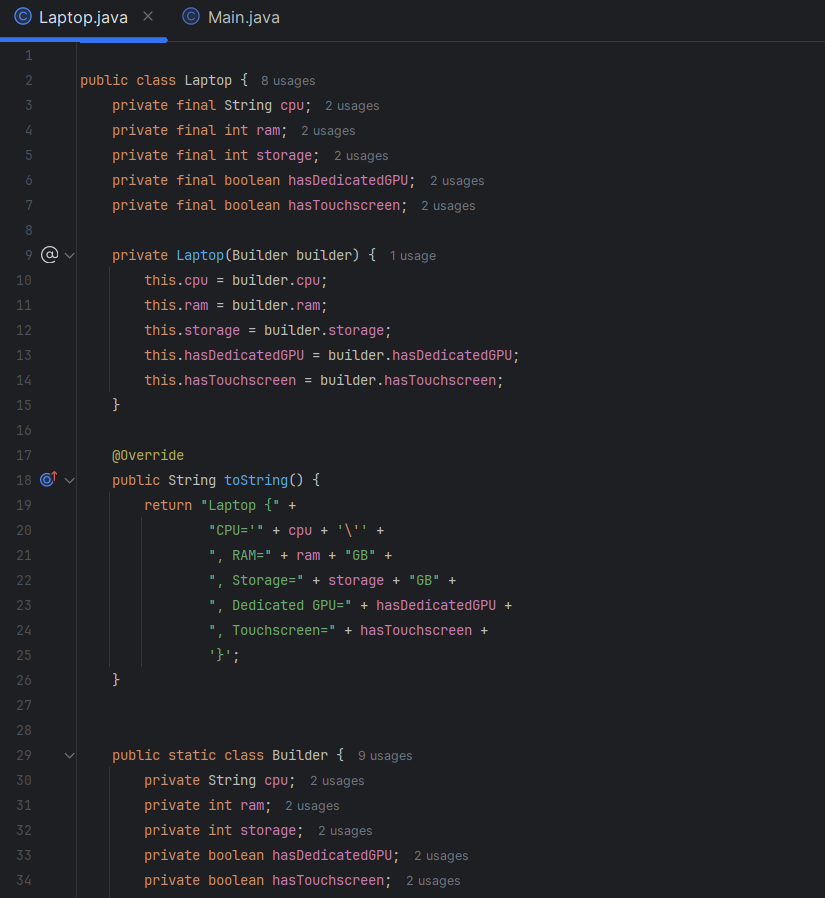 Laptop.java Main.java
1
2 public class Laptop { 8 usages
3     private final String cpu; 2 usages
4     private final int ram; 2 usages
5     private final int storage; 2 usages
6     private final boolean hasDedicatedGPU; 2 usages
7     private final boolean hasTouchscreen; 2 usages
8
9     private Laptop(Builder builder) { 1 usage
10         this.cpu = builder.cpu;
11         this.ram = builder.ram;
12         this.storage = builder.storage;
13         this.hasDedicatedGPU = builder.hasDedicatedGPU;
14         this.hasTouchscreen = builder.hasTouchscreen;
15     }
16
17     @Override
18     public String toString() {
19         return "Laptop {" +
20                 "CPU='" + cpu + '\'' +
21                 ", RAM=" + ram + "GB" +
22                 ", Storage=" + storage + "GB" +
23                 ", Dedicated GPU=" + hasDedicatedGPU +
24                 ", Touchscreen=" + hasTouchscreen +
25                 '}';
26     }
27
28
29     public static class Builder { 9 usages
30         private String cpu; 2 usages
31         private int ram; 2 usages
32         private int storage; 2 usages
33         private boolean hasDedicatedGPU; 2 usages
34         private boolean hasTouchscreen; 2 usages